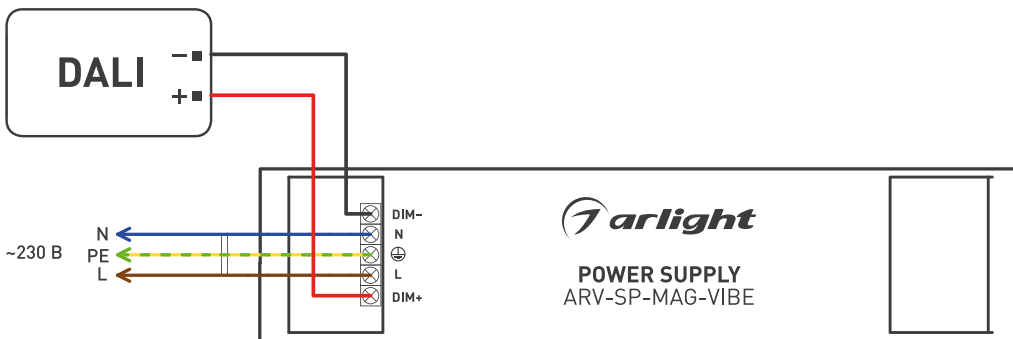 DALI
−
+
~230 В
N
PE
L
DIM−
N
L
DIM+
arlight
POWER SUPPLY
ARV-SP-MAG-VIBE